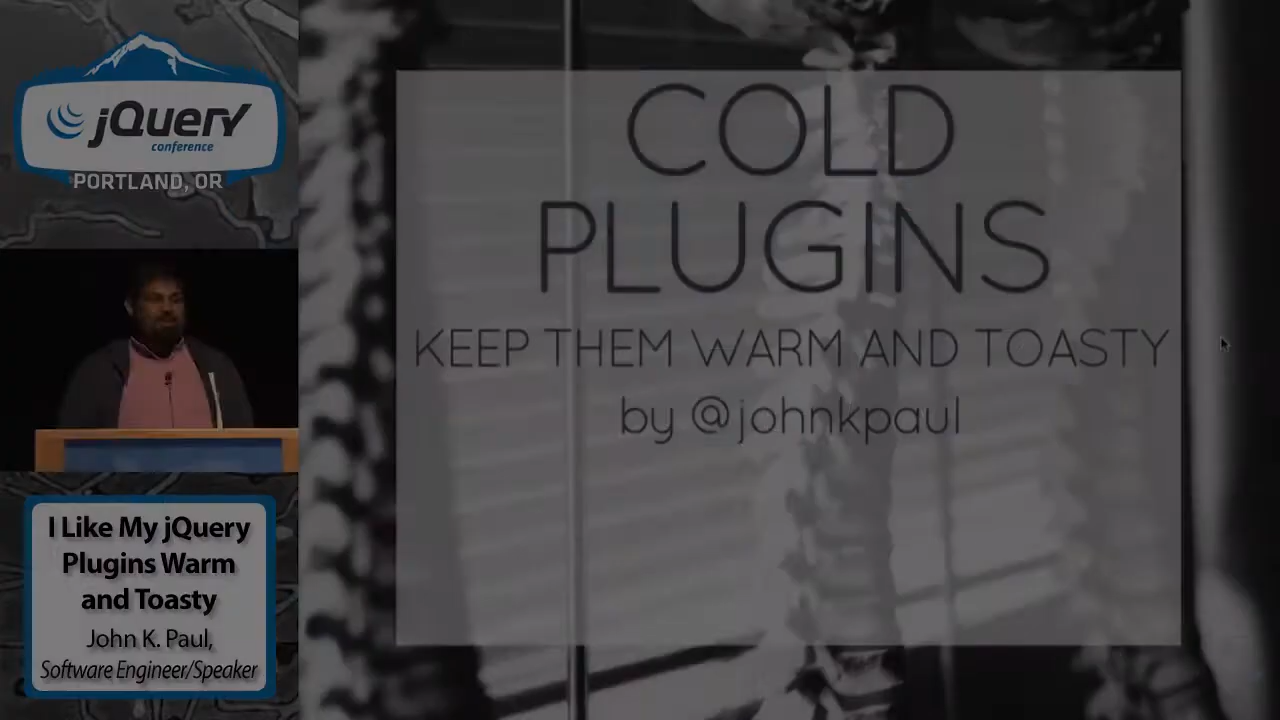 jQuery
conference
PORTLAND, OR
COLD
PLUGINS
KEEP THEM WARM AND TOASTY
by @johnkpaul
I Like My jQuery
Plugins Warm
and Toasty
John K. Paul,
Software Engineer/Speaker